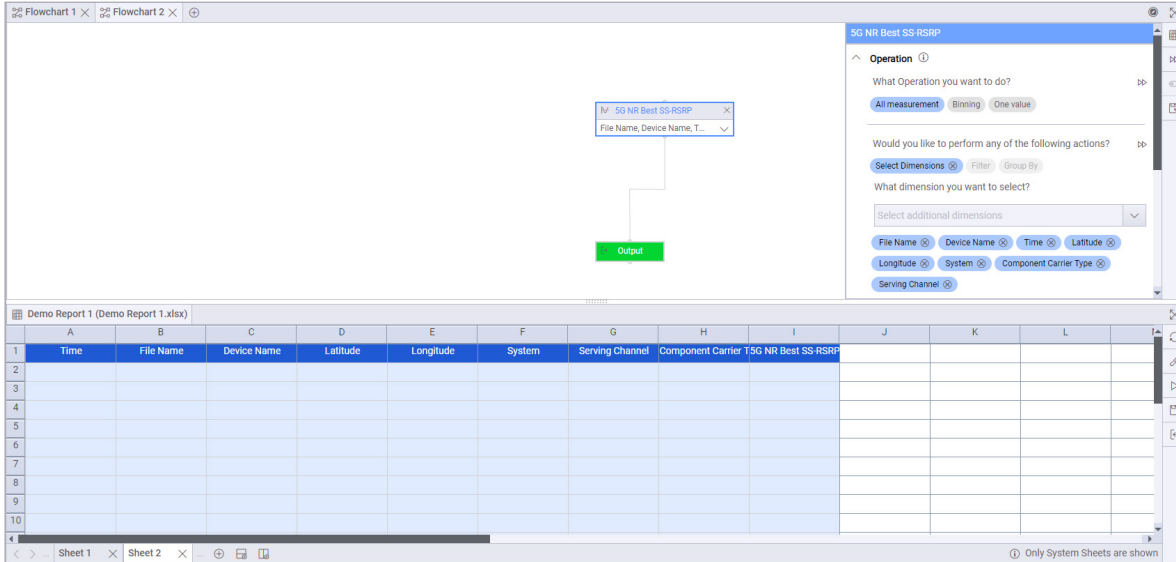 Flowchart 1 Flowchart 2
5G NR Best SS-RSRP
Operation
What Operation you want to do?
All measurement Binning One value
Would you like to perform any of the following actions?
Select Dimensions Filter Group By
What dimension you want to select?
Select additional dimensions
File Name Device Name Time Latitude
Longitude System Component Carrier Type
Serving Channel
5G NR Best SS-RSRP
File Name, Device Name, T...
Output
Demo Report 1 (Demo Report 1.xlsx)
A B C D E F G H I J K L
1 Time File Name Device Name Latitude Longitude System Serving Channel Component Carrier T 5G NR Best SS-RSRP
2
3
4
5
6
7
8
9
10
... Sheet 1 Sheet 2 ... Only System Sheets are shown